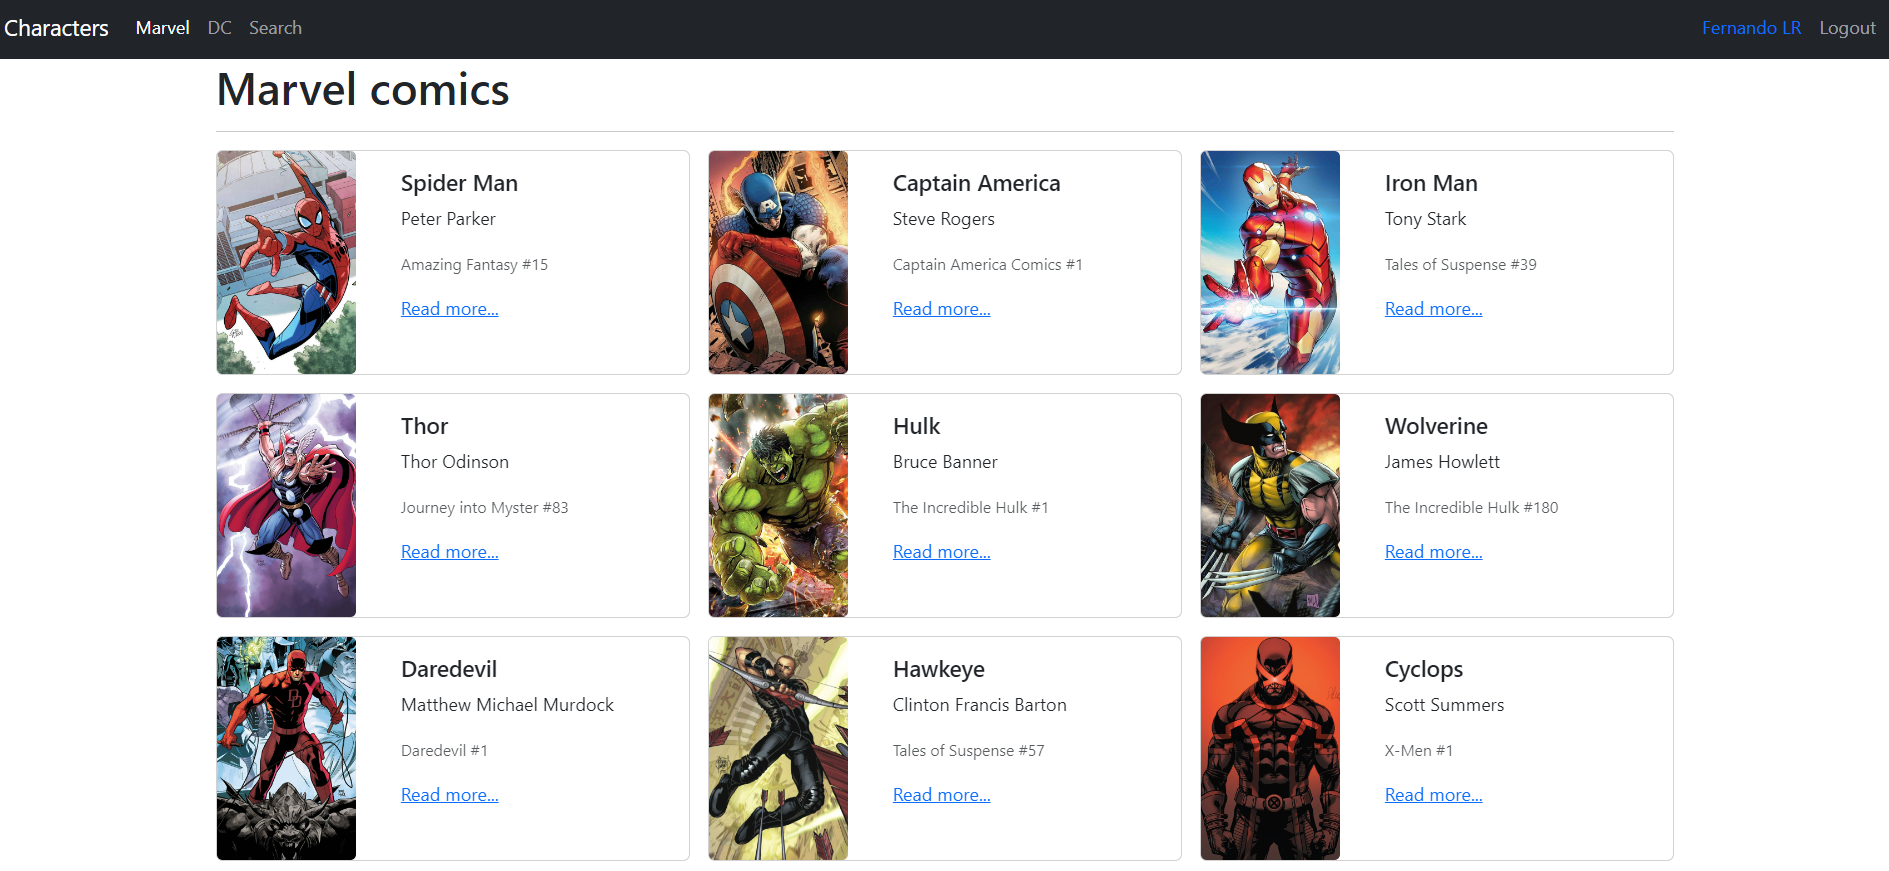 Characters Marvel DC Search Fernando LR Logout
Marvel comics
Spider Man
Peter Parker
Amazing Fantasy #15
Read more...
Captain America
Steve Rogers
Captain America Comics #1
Read more...
Iron Man
Tony Stark
Tales of Suspense #39
Read more...
Thor
Thor Odinson
Journey into Myster #83
Read more...
Hulk
Bruce Banner
The Incredible Hulk #1
Read more...
Wolverine
James Howlett
The Incredible Hulk #180
Read more...
Daredevil
Matthew Michael Murdock
Daredevil #1
Read more...
Hawkeye
Clinton Francis Barton
Tales of Suspense #57
Read more...
Cyclops
Scott Summers
X-Men #1
Read more...